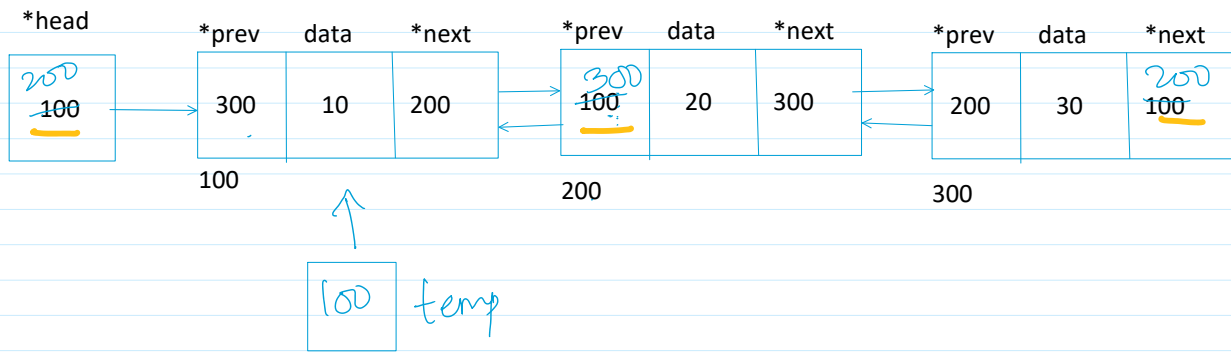 *head *prev data *next *prev data *next *prev data *next
200 300 200
100 300 10 200 100 20 300 200 30 100
100 200 300
100 temp